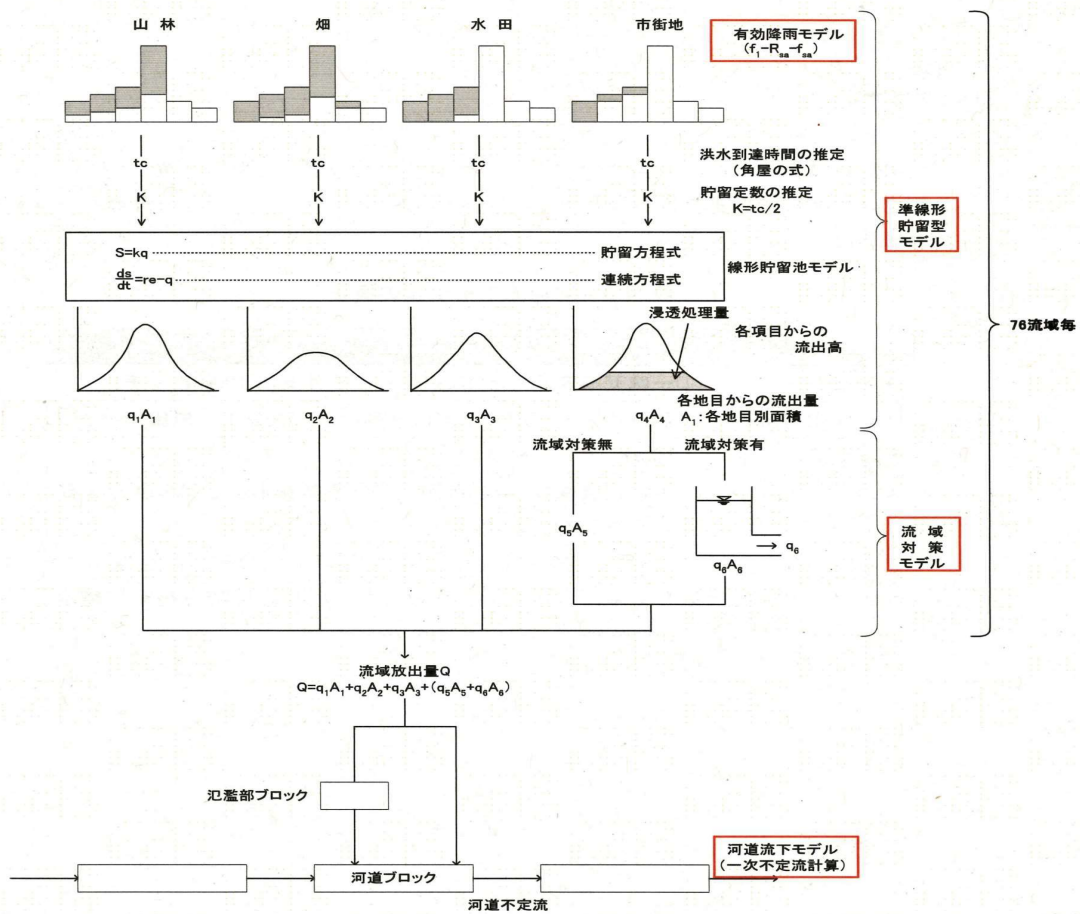 山 林
畑
水 田
市街地
有効降雨モデル
(f₁-Rsa-fsa)
tc
tc
tc
tc
洪水到達時間の推定
(角屋の式)
K
K
K
K
貯留定数の推定
K=tc/2
準線形
貯留型
モデル
S=kq
貯留方程式
ds/dt=re-q
連続方程式
線形貯留池モデル
浸透処理量
各項目からの
流出高
76流域毎
各地目からの流出量
A₁:各地目別面積
q₁A₁
q₂A₂
q₃A₃
q₄A₄
流域対策無
流域対策有
q₅A₅
q₆
q₆A₆
流 域
対 策
モデル
流域放出量Q
Q=q₁A₁+q₂A₂+q₃A₃+(q₅A₅+q₆A₆)
氾濫部ブロック
河道流下モデル
(一次不定流計算)
河道ブロック
河道不定流